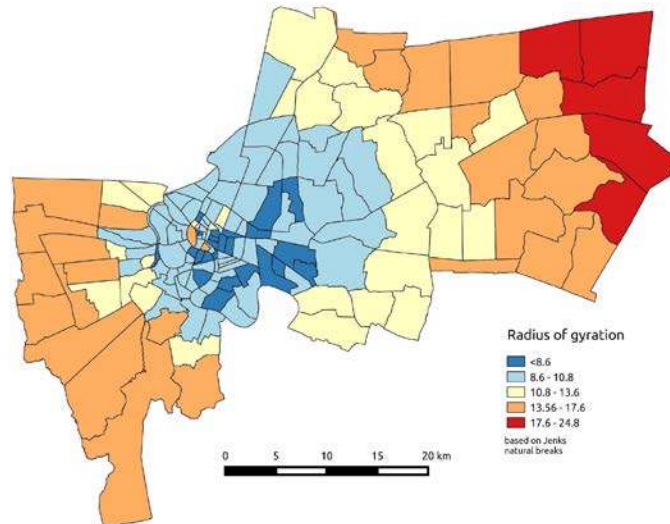 Radius of gyration
<8.6
8.6 - 10.8
10.8 - 13.6
13.56 - 17.6
17.6 - 24.8
based on Jenks
natural breaks
0 5 10 15 20 km